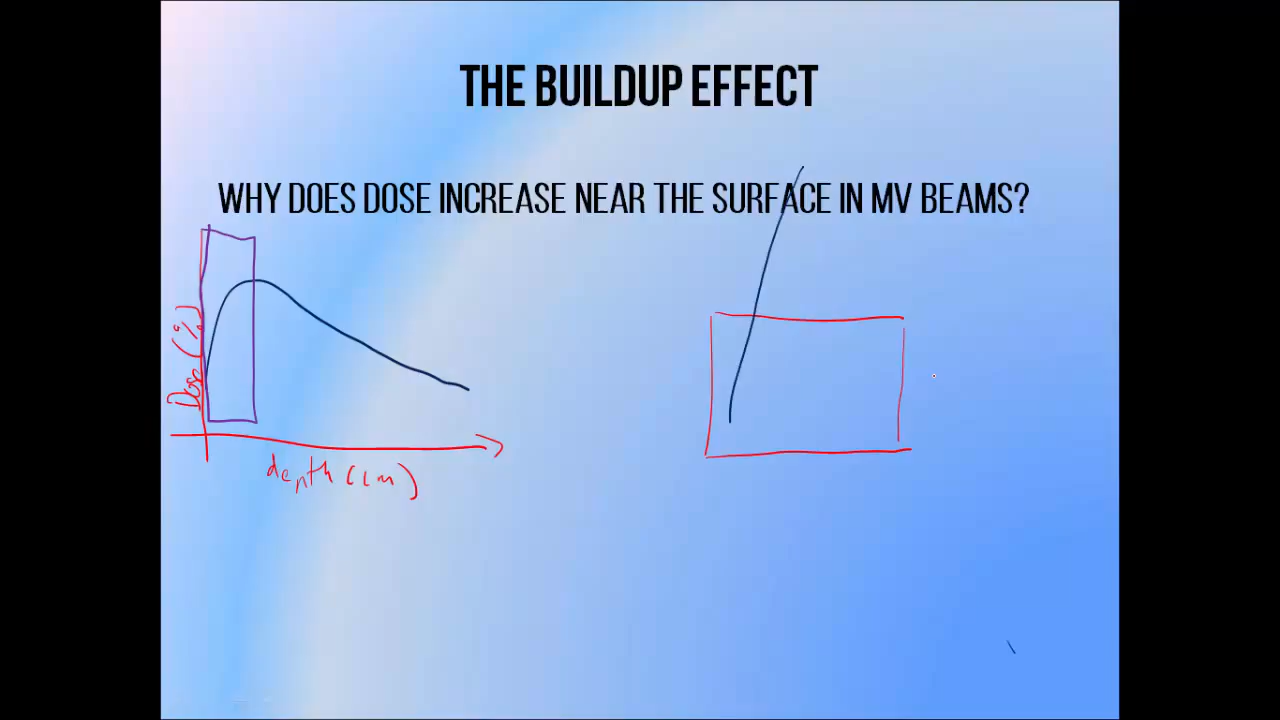 THE BUILDUP EFFECT
WHY DOES DOSE INCREASE NEAR THE SURFACE IN MV BEAMS?
Dose (%)
depth (cm)